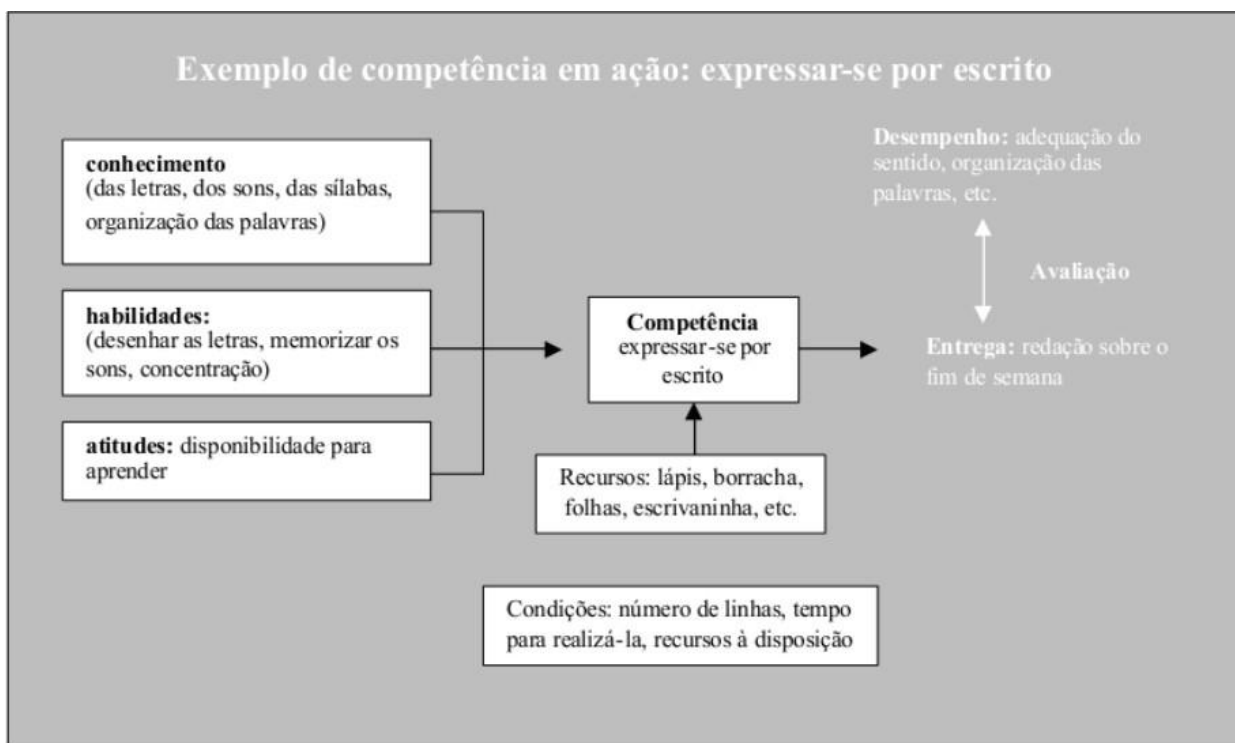 Exemplo de competência em ação: expressar-se por escrito
conhecimento
(das letras, dos sons, das sílabas,
organização das palavras)
habilidades:
(desenhar as letras, memorizar os
sons, concentração)
atitudes: disponibilidade para
aprender
Competência
expressar-se por
escrito
Recursos: lápis, borracha,
folhas, escrivaninha, etc.
Condições: número de linhas, tempo
para realizá-la, recursos à disposição
Desempenho: adequação do
sentido, organização das
palavras, etc.
Avaliação
Entrega: redação sobre o
fim de semana